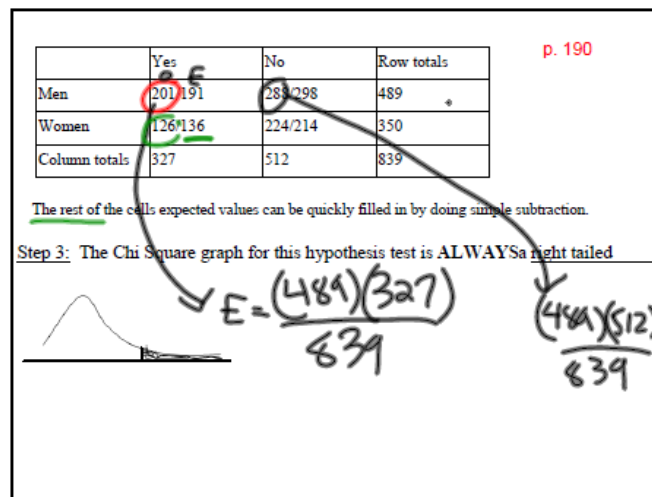 p. 190
Yes No Row totals
O E
Men 201/191 288/298 489
Women 126/136 224/214 350
Column totals 327 512 839
The rest of the cells expected values can be quickly filled in by doing simple subtraction.
Step 3: The Chi Square graph for this hypothesis test is ALWAYSa right tailed
E = (489)(327)
839
(489)(512)
839